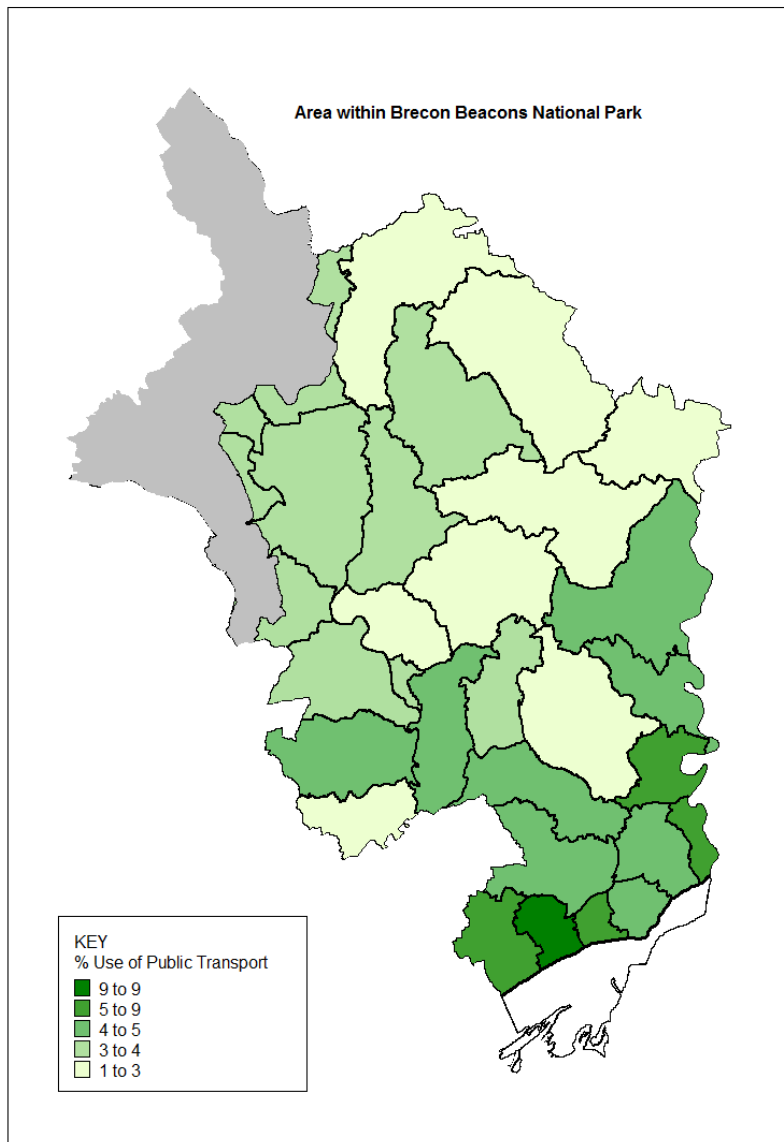 Area within Brecon Beacons National Park
KEY
% Use of Public Transport
9 to 9
5 to 9
4 to 5
3 to 4
1 to 3